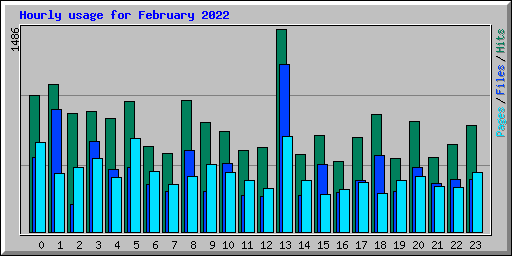 Hourly usage for February 2022
1486
Pages/Files/Hits
0 1 2 3 4 5 6 7 8 9 10 11 12 13 14 15 16 17 18 19 20 21 22 23